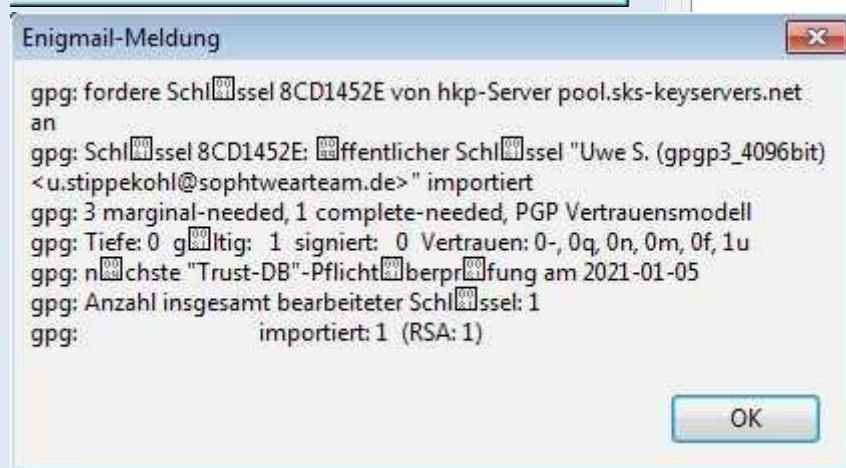 Enigmail-Meldung
gpg: fordere Schl□ssel 8CD1452E von hkp-Server pool.sks-keyservers.net
an
gpg: Schl□ssel 8CD1452E: □ffentlicher Schl□ssel "Uwe S. (gpgp3_4096bit)
<u.stippekohl@sophtwearteam.de>" importiert
gpg: 3 marginal-needed, 1 complete-needed, PGP Vertrauensmodell
gpg: Tiefe: 0 g□ltig: 1 signiert: 0 Vertrauen: 0-, 0q, 0n, 0m, 0f, 1u
gpg: n□chste "Trust-DB"-Pflicht□berpr□fung am 2021-01-05
gpg: Anzahl insgesamt bearbeiteter Schl□ssel: 1
gpg: importiert: 1 (RSA: 1)
OK